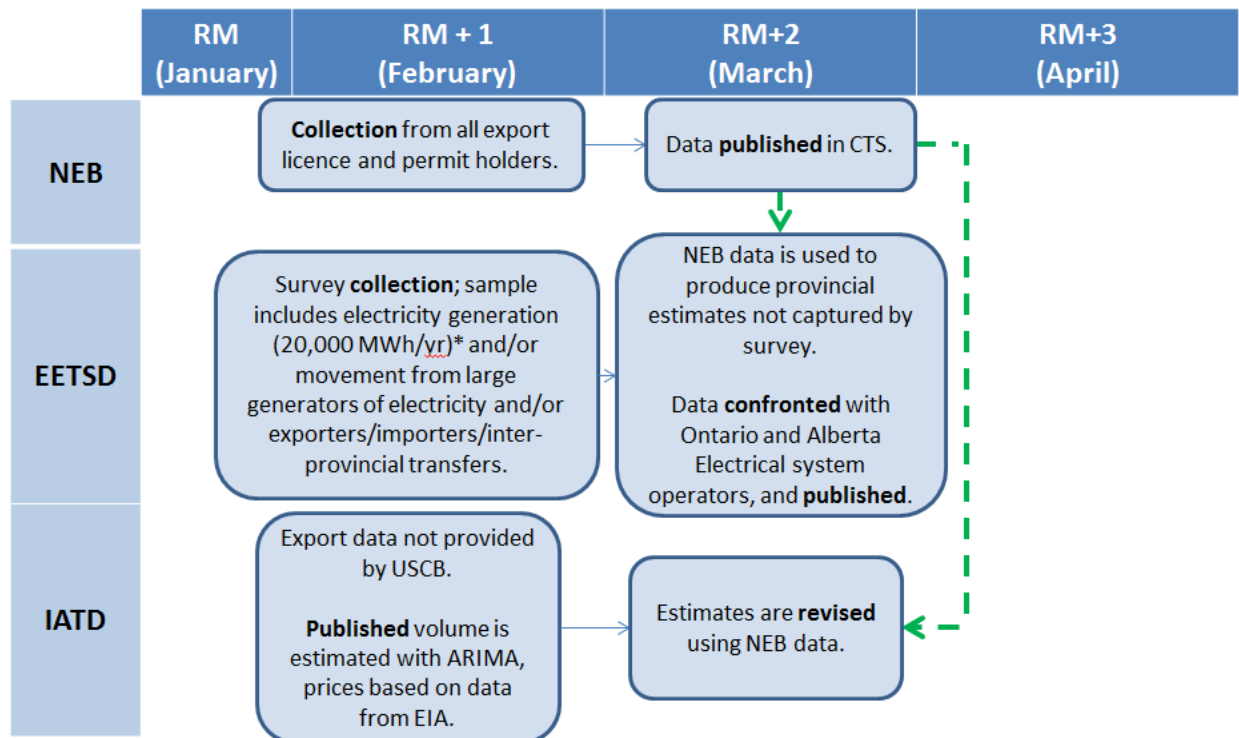 RM
(January)
RM + 1
(February)
RM+2
(March)
RM+3
(April)
NEB
Collection from all export
licence and permit holders.
Data published in CTS.
EETSD
Survey collection; sample
includes electricity generation
(20,000 MWh/yr)* and/or
movement from large
generators of electricity and/or
exporters/importers/inter-
provincial transfers.
NEB data is used to
produce provincial
estimates not captured by
survey.
Data confronted with
Ontario and Alberta
Electrical system
operators, and published.
IATD
Export data not provided
by USCB.
Published volume is
estimated with ARIMA,
prices based on data
from EIA.
Estimates are revised
using NEB data.